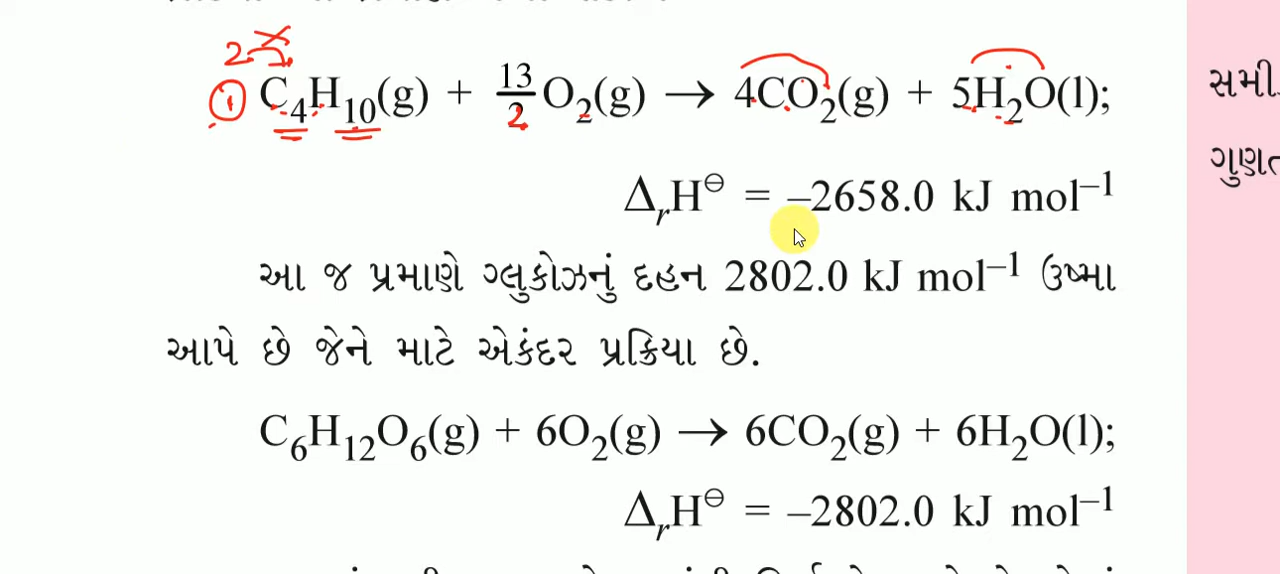 2
① C₄H₁₀(g) + 13/2 O₂(g) → 4CO₂(g) + 5H₂O(l);
ΔᵣH⊖ = –2658.0 kJ mol⁻¹
આ જ પ્રમાણે ગ્લુકોઝનું દહન 2802.0 kJ mol⁻¹ ઉષ્મા
આપે છે જેને માટે એકંદર પ્રક્રિયા છે.
C₆H₁₂O₆(g) + 6O₂(g) → 6CO₂(g) + 6H₂O(l);
ΔᵣH⊖ = –2802.0 kJ mol⁻¹